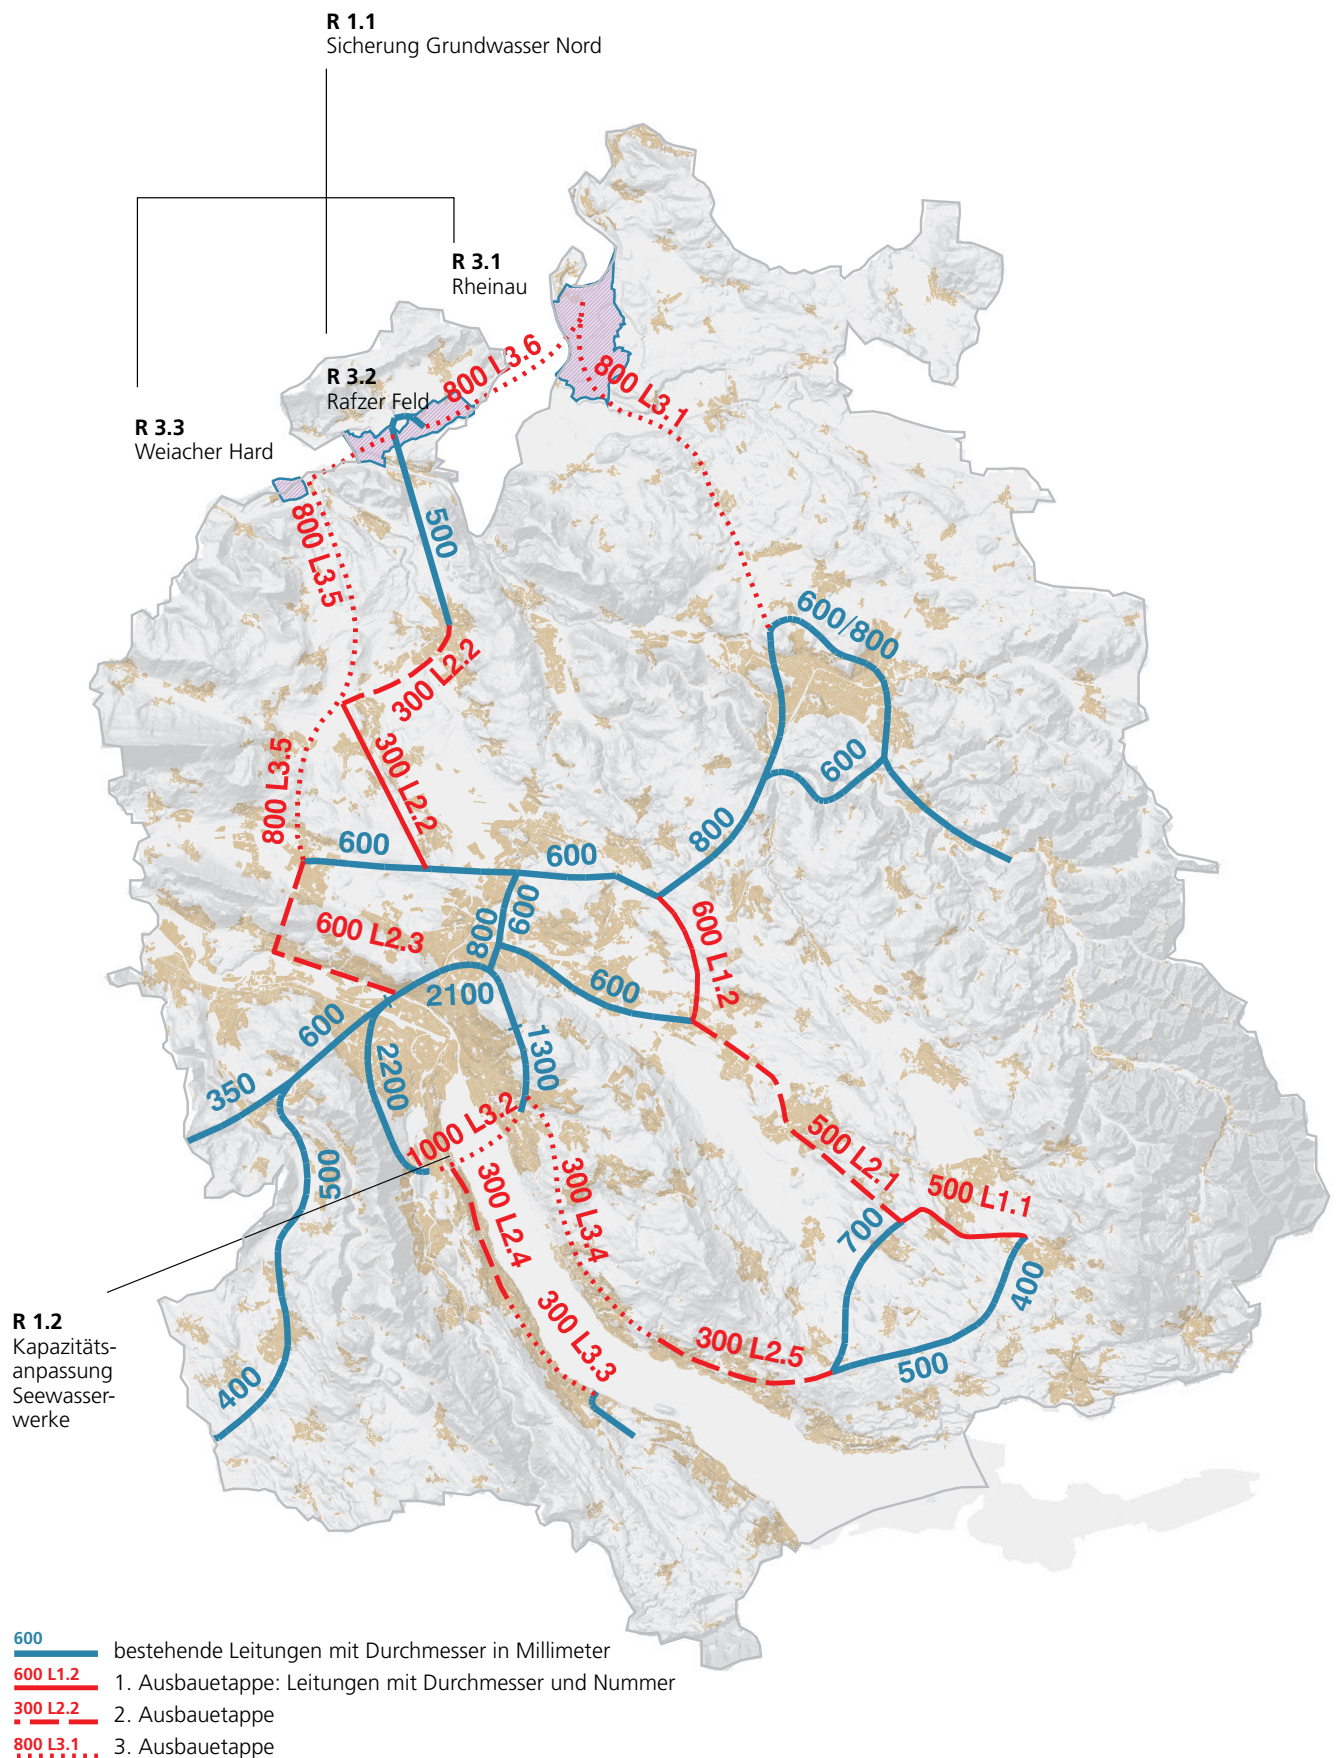 R 1.1
Sicherung Grundwasser Nord
R 3.1
Rheinau
800 L3.6
R 3.2
Rafzer Feld
800 L3.1
R 3.3
Weiacher Hard
500
800 L3.5
600/800
300 L2.2
300 L2.2
800 L3.5
600
800
600
600
600
800
600 L1.2
600 L2.3
600
2100
600
1300
2200
350
1000 L3.2
500
300 L2.4
300 L3.4
500 L2.1
500 L1.1
700
400
300 L3.3
300 L2.5
500
400
R 1.2
Kapazitäts-
anpassung
Seewasser-
werke
600
bestehende Leitungen mit Durchmesser in Millimeter
600 L1.2
1. Ausbauetappe: Leitungen mit Durchmesser und Nummer
300 L2.2
2. Ausbauetappe
800 L3.1
3. Ausbauetappe